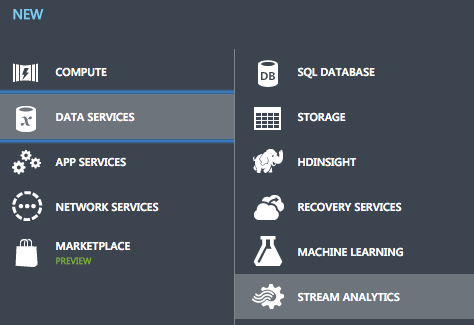 NEW
COMPUTE
DATA SERVICES
APP SERVICES
NETWORK SERVICES
MARKETPLACE
PREVIEW
DB
SQL DATABASE
STORAGE
HDINSIGHT
RECOVERY SERVICES
MACHINE LEARNING
STREAM ANALYTICS